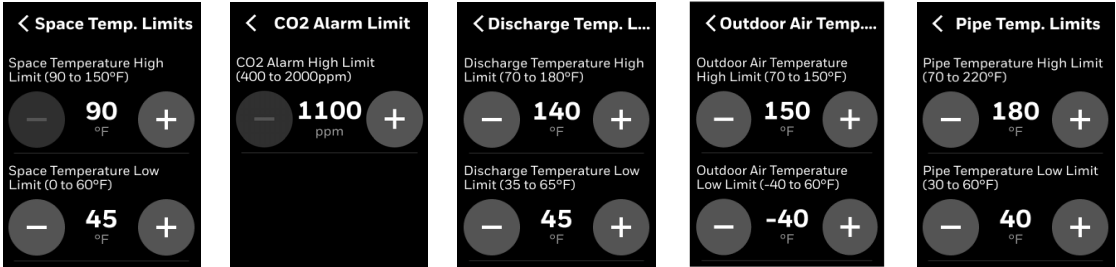 Space Temp. Limits
Space Temperature High
Limit (90 to 150°F)
− 90 +
°F
Space Temperature Low
Limit (0 to 60°F)
− 45 +
°F
CO2 Alarm Limit
CO2 Alarm High Limit
(400 to 2000ppm)
− 1100 +
ppm
Discharge Temp. L...
Discharge Temperature High
Limit (70 to 180°F)
− 140 +
°F
Discharge Temperature Low
Limit (35 to 65°F)
− 45 +
°F
Outdoor Air Temp....
Outdoor Air Temperature
High Limit (70 to 150°F)
− 150 +
°F
Outdoor Air Temperature
Low Limit (-40 to 60°F)
− -40 +
°F
Pipe Temp. Limits
Pipe Temperature High Limit
(70 to 220°F)
− 180 +
°F
Pipe Temperature Low Limit
(30 to 60°F)
− 40 +
°F